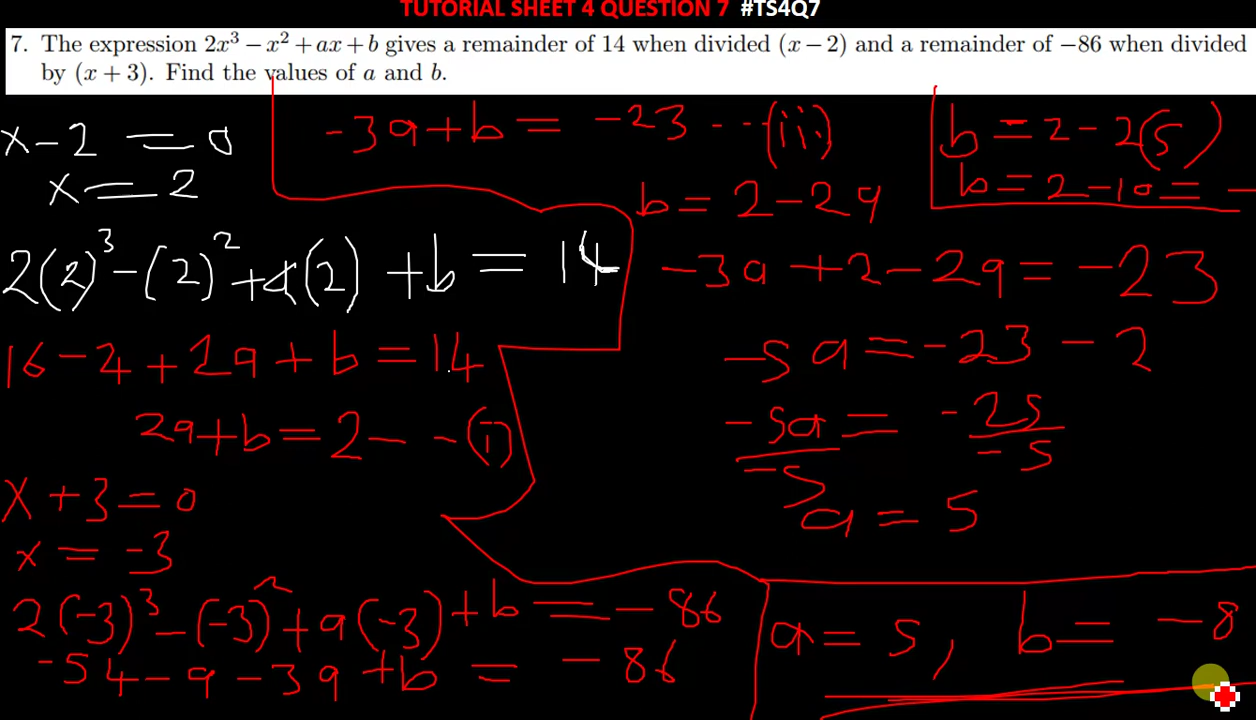 TUTORIAL SHEET 4 QUESTION 7 #TS4Q7
7. The expression 2x³ − x² + ax + b gives a remainder of 14 when divided (x − 2) and a remainder of −86 when divided
by (x + 3). Find the values of a and b.
x-2 = 0
x = 2
2(2)³ - (2)² + a(2) + b = 14
16 - 4 + 2a + b = 14
2a + b = 2 - - (i)
x + 3 = 0
x = -3
2(-3)³ - (-3)² + a(-3) + b = -86
-54 - 9 - 3a + b = -86
-3a + b = -23 - - (ii)
b = 2 - 2a
-3a + 2 - 2a = -23
-5a = -23 - 2
-5a = -25
-5 -5
a = 5
b = 2 - 2(5)
b = 2 - 10 = -
a = 5, b = -8